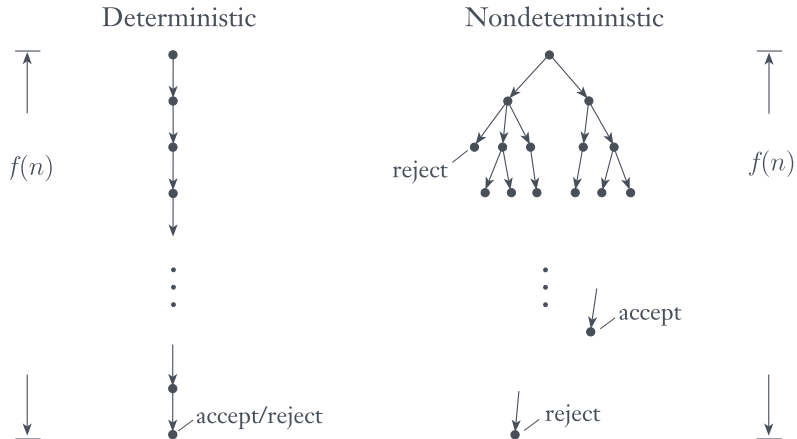 Deterministic
Nondeterministic
f(n)
reject
f(n)
accept
accept/reject
reject